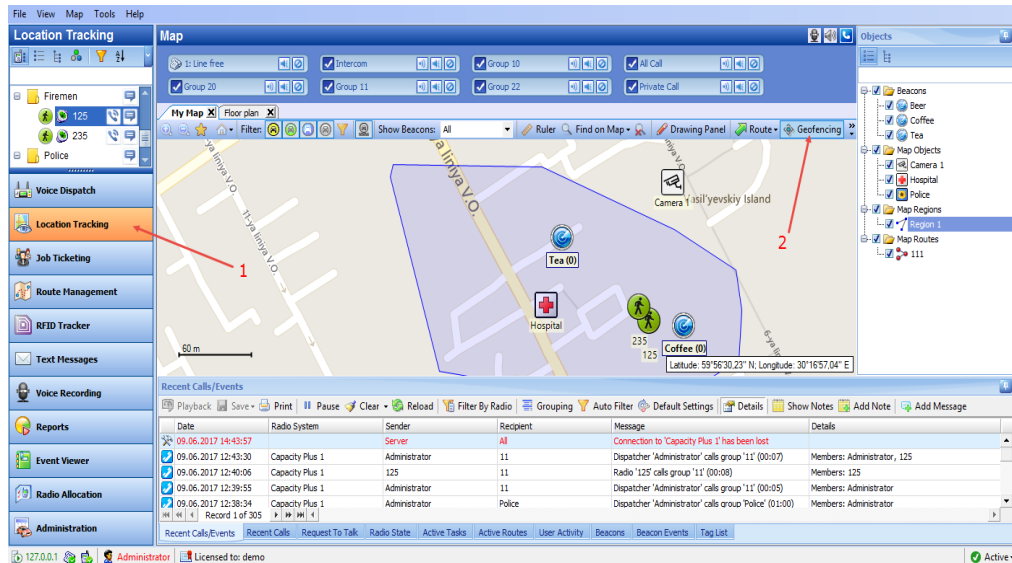 File View Map Tools Help
Location Tracking
Map
Objects
1: Line free
Intercom
Group 10
All Call
Group 20
Group 11
Group 22
Private Call
Firemen
125
235
Police
My Map X Floor plan X
Filter: Show Beacons: All Ruler Find on Map Drawing Panel Route Geofencing
Voice Dispatch
Location Tracking
Job Ticketing
Route Management
RFID Tracker
Text Messages
Voice Recording
Reports
Event Viewer
Radio Allocation
Administration
1
2
ya liniya V.O.
11-ya liniya V.O.
a liniya V.O.
Camera 1
asil'yevskiy Island
Tea (0)
Hospital
235
125
Coffee (0)
6-ya li
60 m
Latitude: 59°56'30,23" N; Longitude: 30°16'57,04" E
Beacons
Beer
Coffee
Tea
Map Objects
Camera 1
Hospital
Police
Map Regions
Region 1
Map Routes
111
Recent Calls/Events
Playback Save Print Pause Clear Reload Filter By Radio Grouping Auto Filter Default Settings Details Show Notes Add Note Add Message
Date Radio System Sender Recipient Message Details
09.06.2017 14:43:57 Server All Connection to 'Capacity Plus 1' has been lost
09.06.2017 12:43:30 Capacity Plus 1 Administrator 11 Dispatcher 'Administrator' calls group '11' (00:07) Members: Administrator, 125
09.06.2017 12:40:06 Capacity Plus 1 125 11 Radio '125' calls group '11' (00:08) Members: 125
09.06.2017 12:39:55 Capacity Plus 1 Administrator 11 Dispatcher 'Administrator' calls group '11' (00:05) Members: Administrator
09.06.2017 12:38:34 Capacity Plus 1 Administrator Police Dispatcher 'Administrator' calls group 'Police' (01:00) Members: Administrator
Record 1 of 305
Recent Calls/Events Recent Calls Request To Talk Radio State Active Tasks Active Routes User Activity Beacons Beacon Events Tag List
127.0.0.1 Administrator Licensed to: demo Active